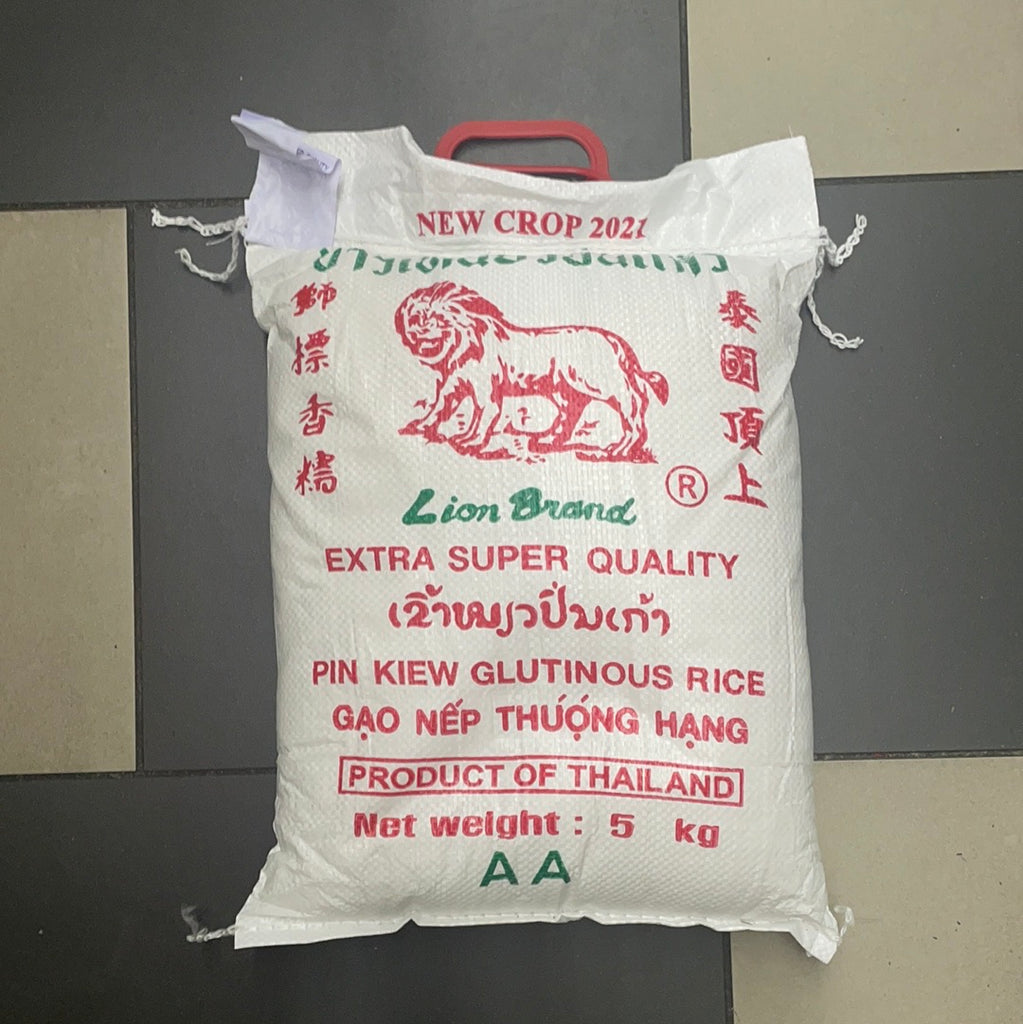 NEW CROP 2021
獅標香糯
泰國頂上
®
Lion Brand
EXTRA SUPER QUALITY
ເຂົ້າໜຽວປິ່ນເກ້າ
PIN KIEW GLUTINOUS RICE
GẠO NẾP THƯỢNG HẠNG
PRODUCT OF THAILAND
Net weight : 5 kg
AA